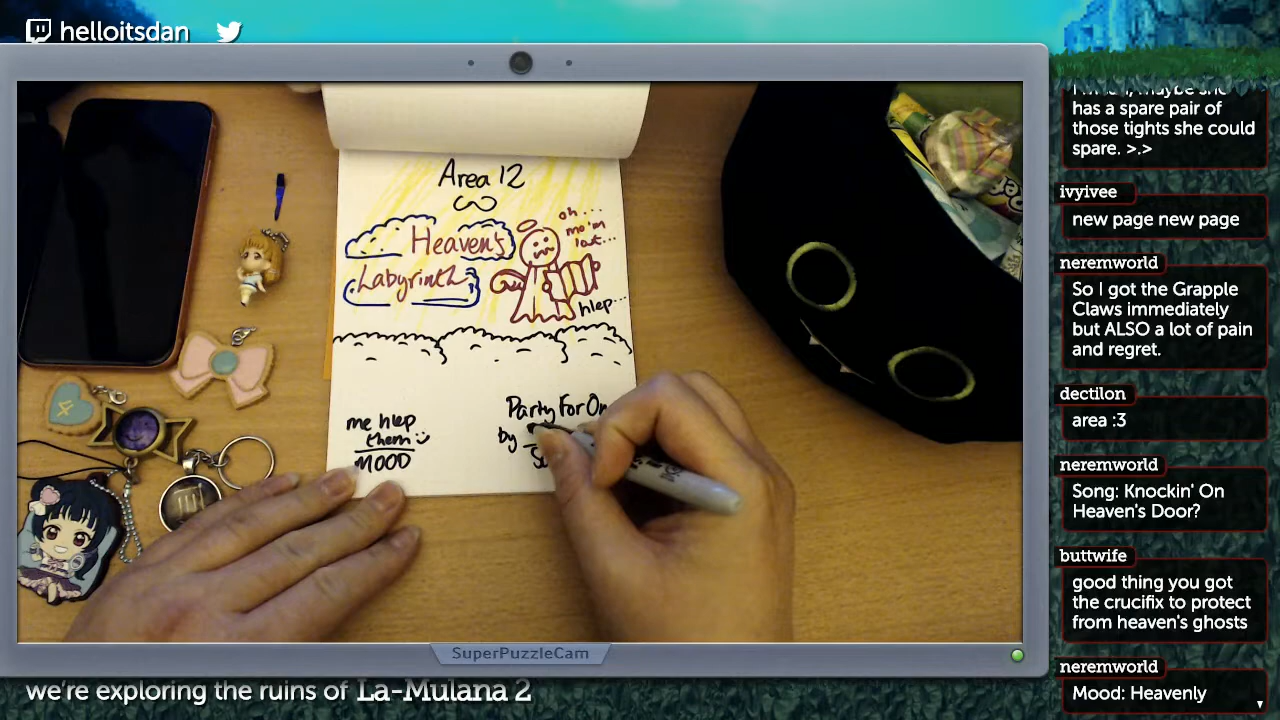 helloitsdan
Area 12
Heaven's
Labyrinth
oh...
mo'm
lost...
hlep...
me hlep
them
MOOD
Party For On
by
SuperPuzzleCam
we're exploring the ruins of La-Mulana 2
has a spare pair of
those tights she could
spare. >.>
ivyivee
new page new page
neremworld
So I got the Grapple
Claws immediately
but ALSO a lot of pain
and regret.
dectilon
area :3
neremworld
Song: Knockin' On
Heaven's Door?
buttwife
good thing you got
the crucifix to protect
from heaven's ghosts
neremworld
Mood: Heavenly